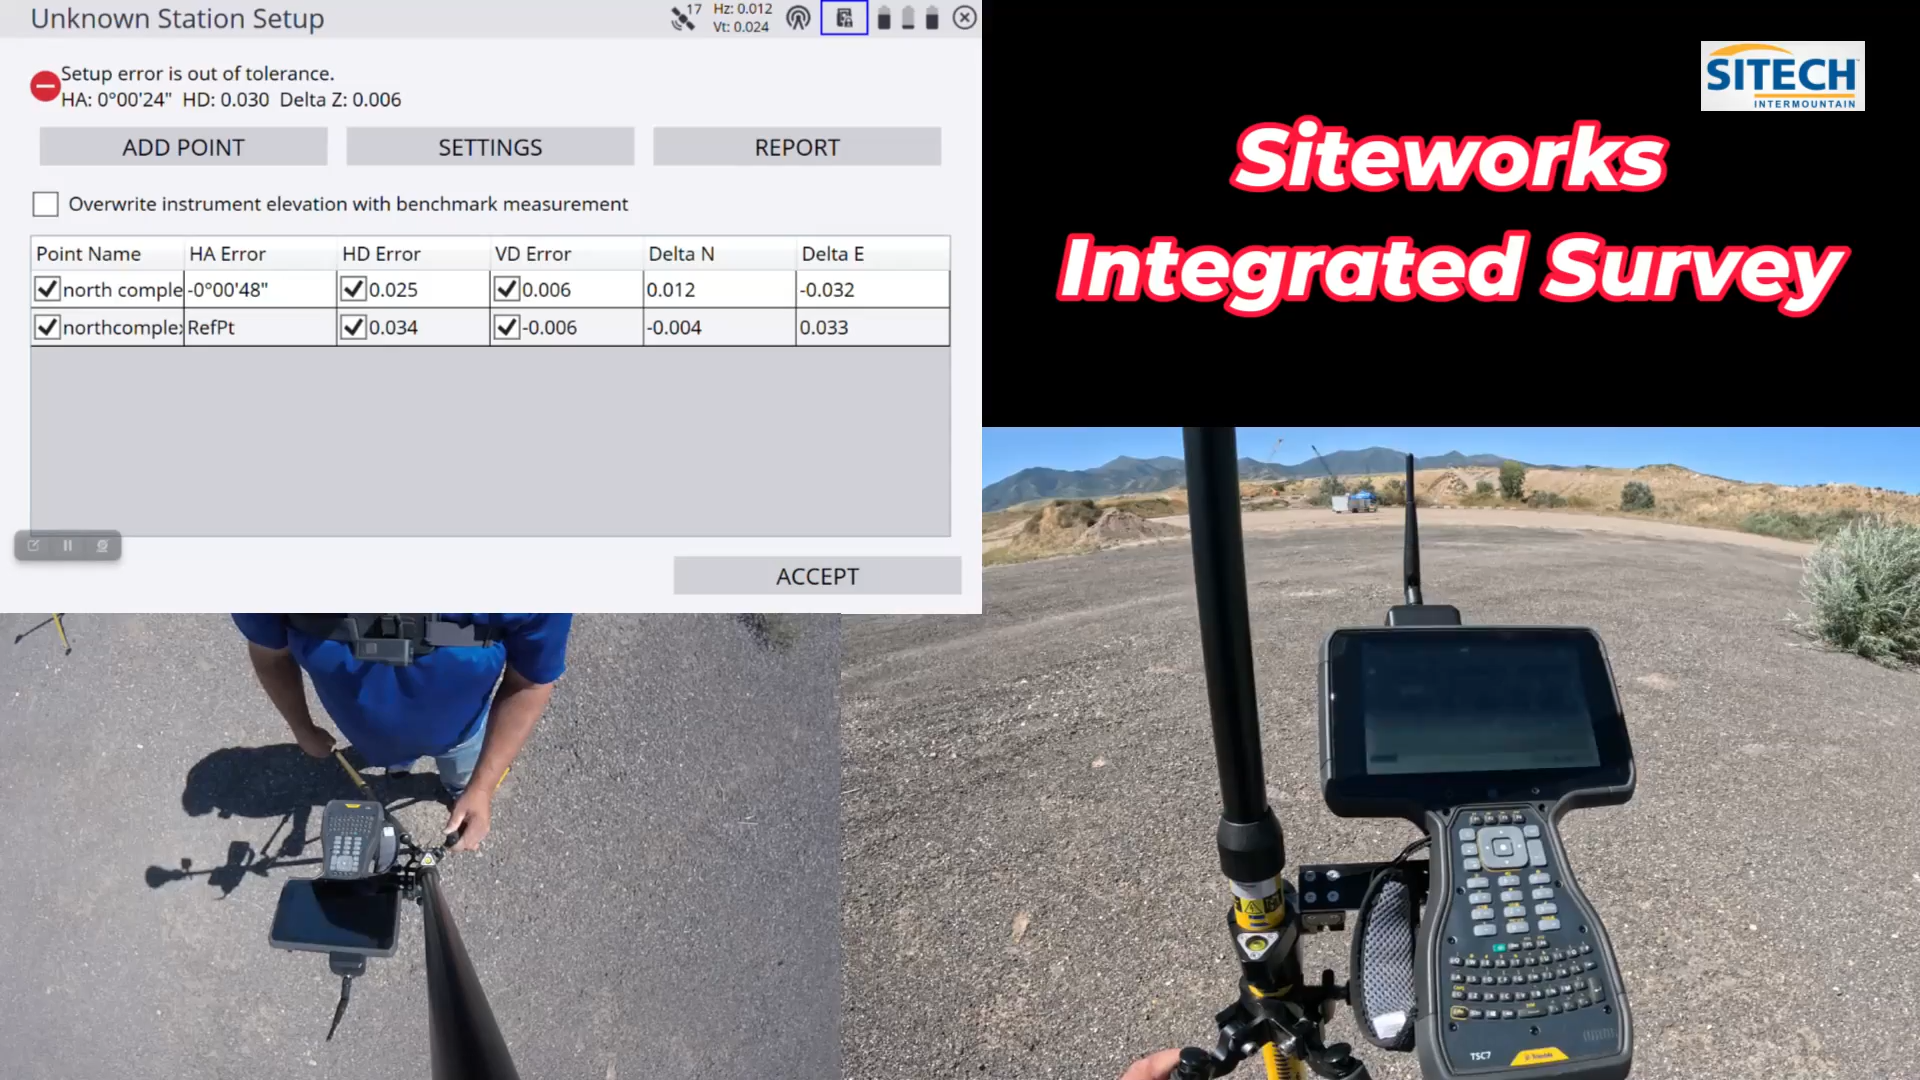 Unknown Station Setup
17
Hz: 0.012
Vt: 0.024
Setup error is out of tolerance.
HA: 0°00'24" HD: 0.030 Delta Z: 0.006
ADD POINT
SETTINGS
REPORT
Overwrite instrument elevation with benchmark measurement
Point Name HA Error HD Error VD Error Delta N Delta E
north comple -0°00'48" 0.025 0.006 0.012 -0.032
northcomplex RefPt 0.034 -0.006 -0.004 0.033
ACCEPT
SITECH
INTERMOUNTAIN
Siteworks
Integrated Survey
TSC7
Trimble